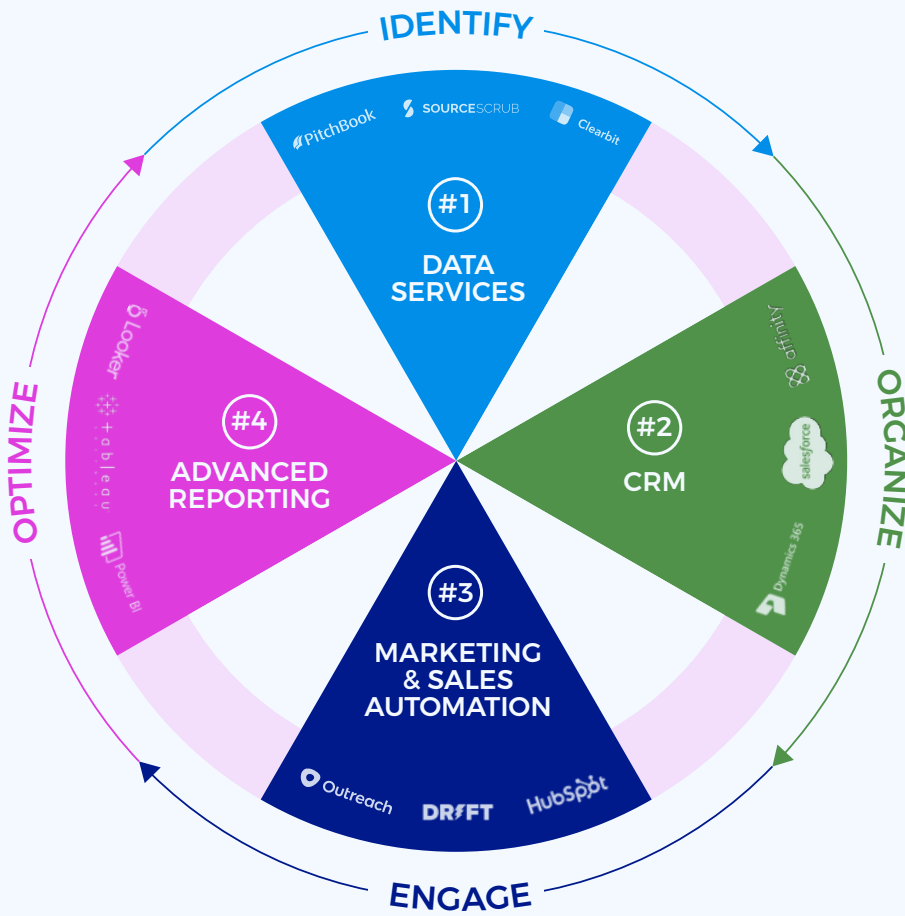 IDENTIFY
PitchBook
SOURCESCRUB
Clearbit
#1
DATA
SERVICES
ORGANIZE
affinity
salesforce
Dynamics 365
#2
CRM
#3
MARKETING
& SALES
AUTOMATION
Outreach
DRIFT
HubSpot
ENGAGE
OPTIMIZE
Looker
+ableau
Power BI
#4
ADVANCED
REPORTING